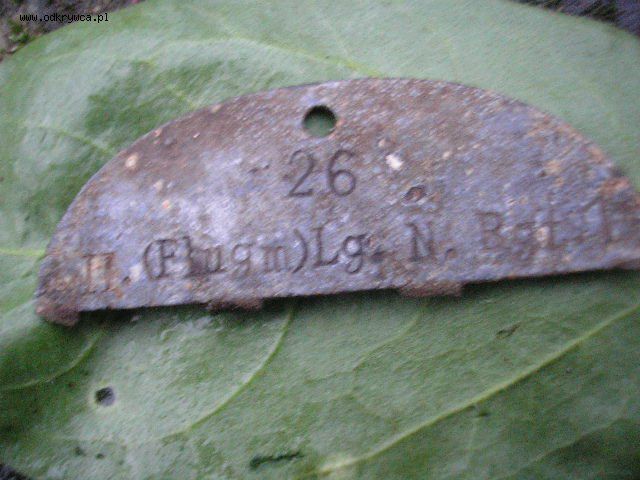 www.odkrywca.pl
26
II. (Flugm) Lg. N. Rgt. 1